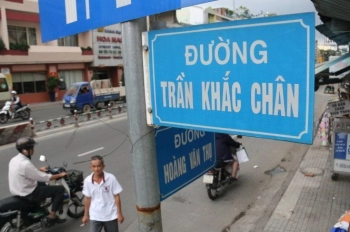 ĐƯỜNG
TRẦN KHẮC CHÂN
ĐƯỜNG
HOÀNG VĂN THỤ